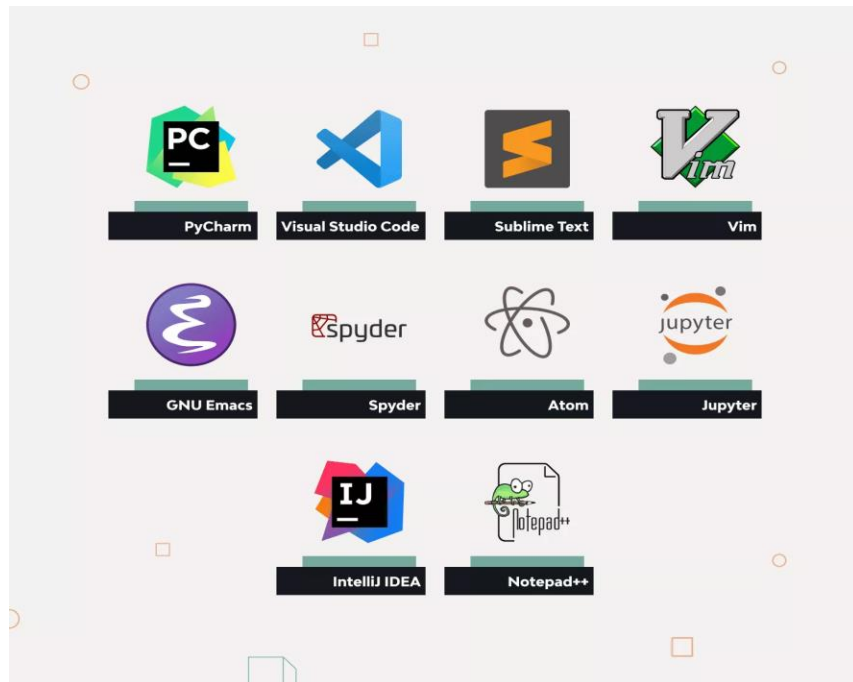 PC
PyCharm
Visual Studio Code
Sublime Text
Vim
Vim
GNU Emacs
spyder
Spyder
Atom
jupyter
Jupyter
IJ
IntelliJ IDEA
Notepad++
Notepad++